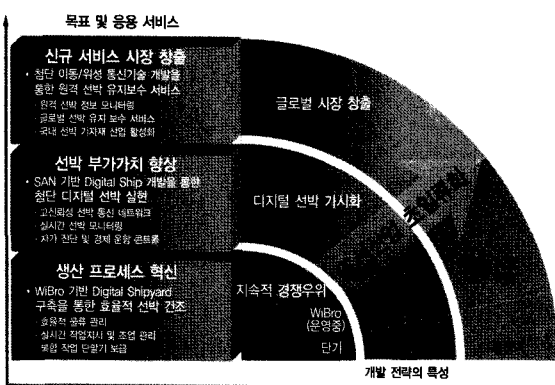 목표 및 응용 서비스
신규 서비스 시장 창출
• 첨단 이동/위성 통신기술 개발을
통한 원격 선박 유지보수 서비스
· 원격 선박 정보 모니터링
· 글로벌 선박 유지 보수 서비스
· 국내 선박 기자재 산업 활성화
글로벌 시장 창출
선박 부가가치 향상
• SAN 기반 Digital Ship 개발을 통한
첨단 디지털 선박 실현
· 고신뢰성 선박 통신 네트워크
· 실시간 선박 모니터링
· 자가 진단 및 경제 운항 콘트롤
디지털 선박 가시화
생산 프로세스 혁신
• WiBro 기반 Digital Shipyard
구축을 통한 효율적 선박 건조
· 효율적 물류 관리
· 실시간 작업지시 및 조업 관리
· 복합 작업 단말기 보급
지속적 경쟁우위
WiBro
(운영중)
단기
개발 전략의 특성